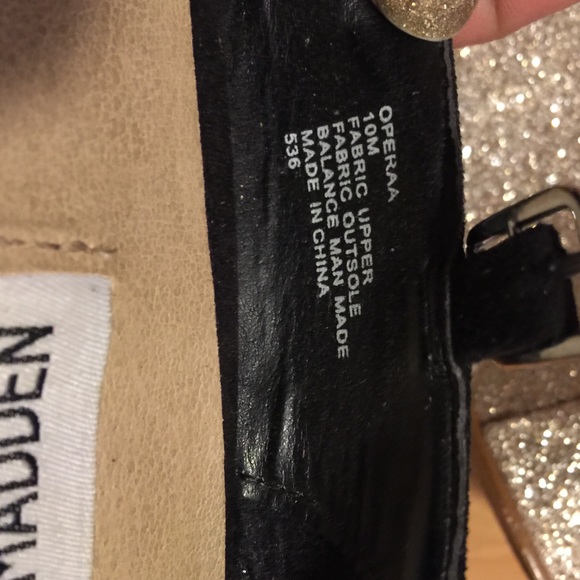 OPERAA
10M
FABRIC UPPER
FABRIC OUTSOLE
BALANCE MAN MADE
MADE IN CHINA
536
MADDEN